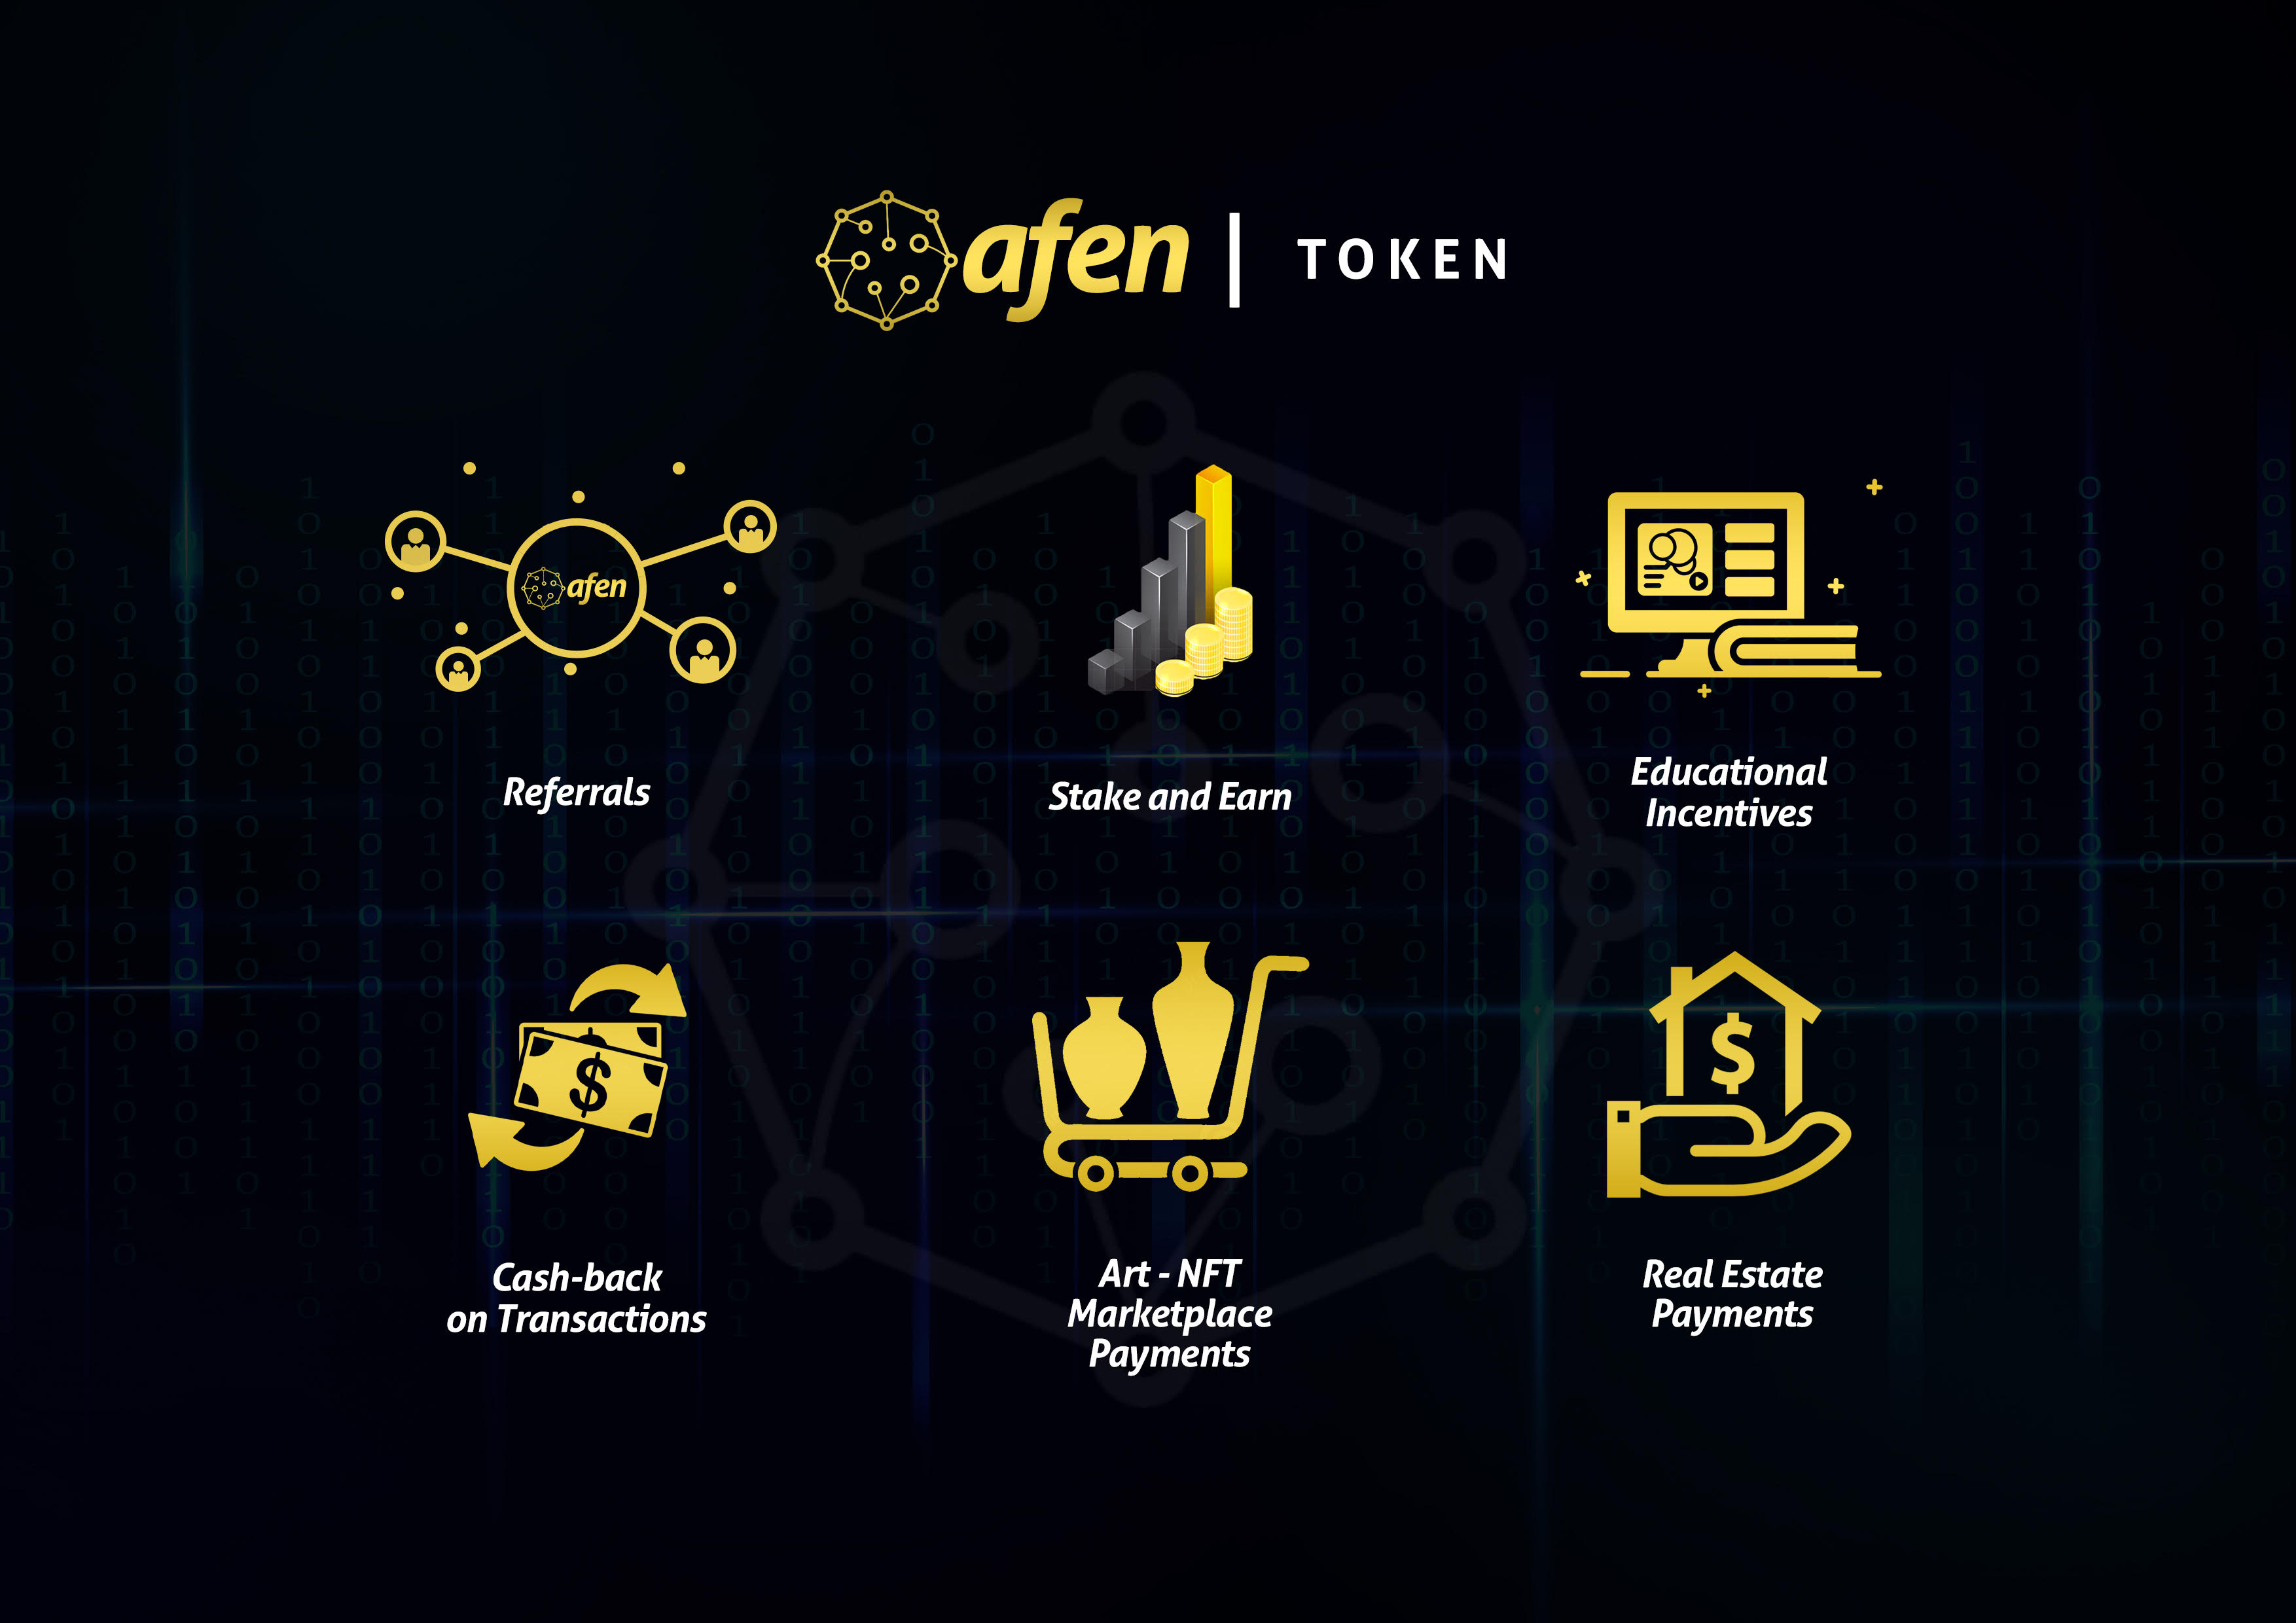 afen | TOKEN
afen
Referrals
Stake and Earn
Educational
Incentives
$
$
Cash-back
on Transactions
Art - NFT
Marketplace
Payments
Real Estate
Payments